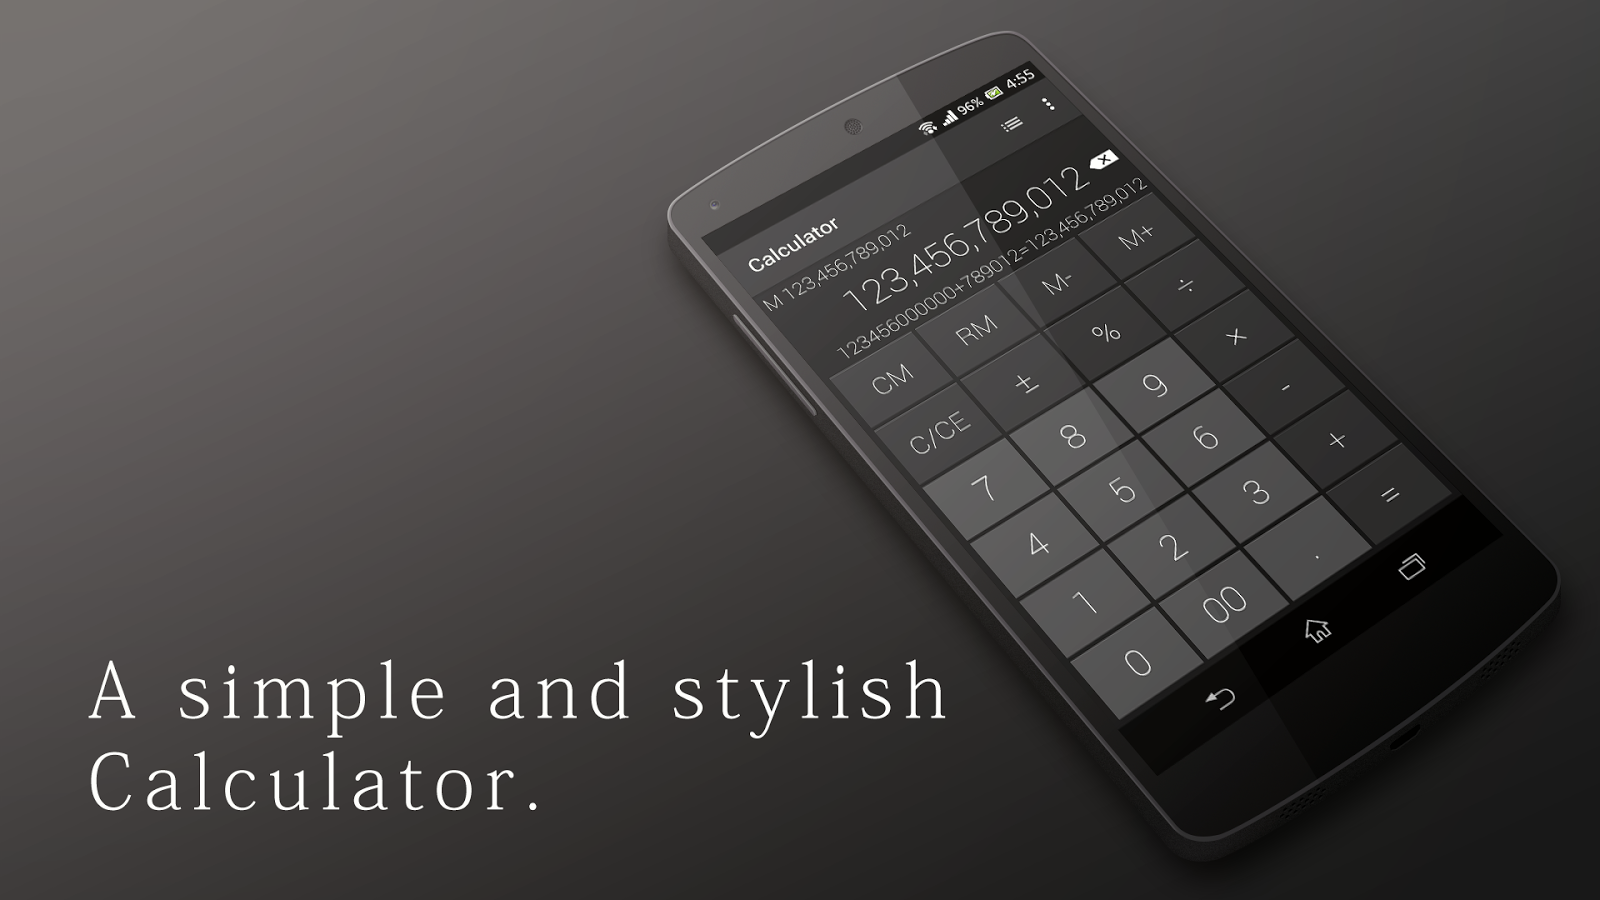 96% 4:55
Calculator
M 123,456,789,012
123,456,789,012
123456000000+789012=123,456,789,012
CM RM M- M+
C/CE ± % ÷
7 8 9 ×
4 5 6 -
1 2 3 +
0 00 . =
A simple and stylish
Calculator.